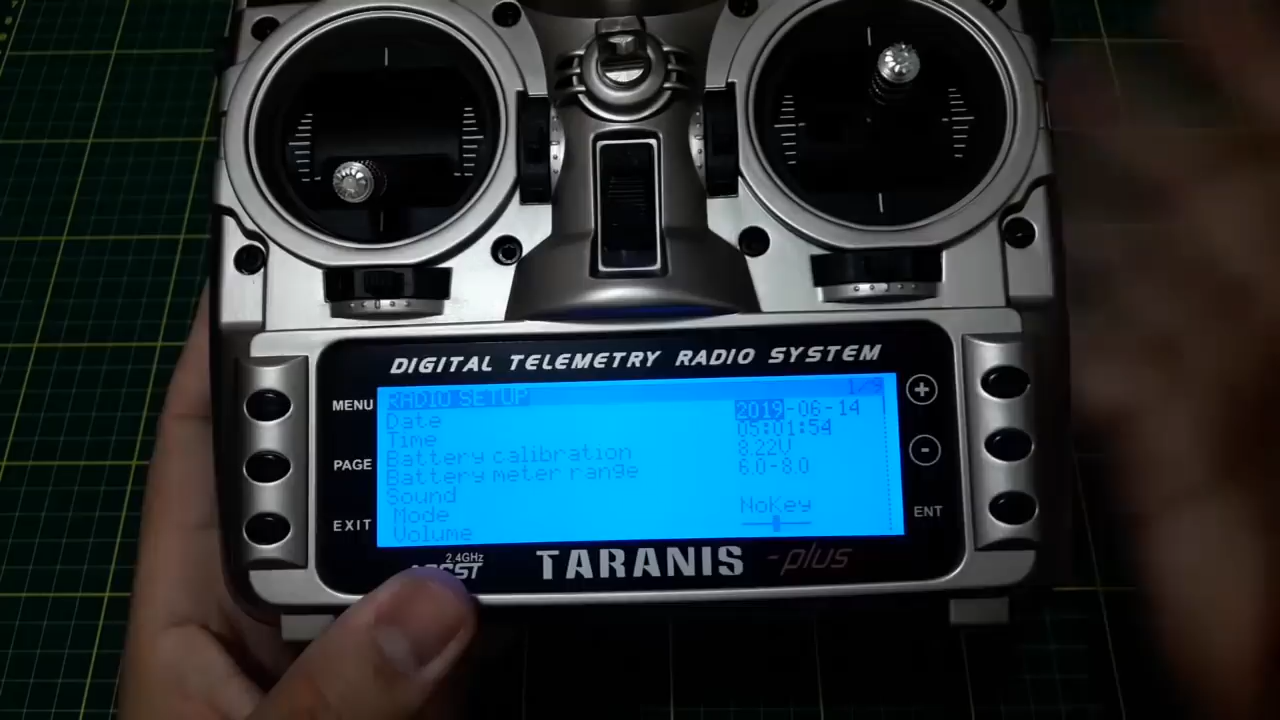 DIGITAL TELEMETRY RADIO SYSTEM
MENU
PAGE
EXIT
RADIO SETUP 1/9
Date 2019-06-14
Time 05:01:54
Battery calibration 8.22V
Battery meter range 6.0-8.0
Sound
Mode NoKey
Volume
+
-
ENT
2.4GHz
TARANIS -plus